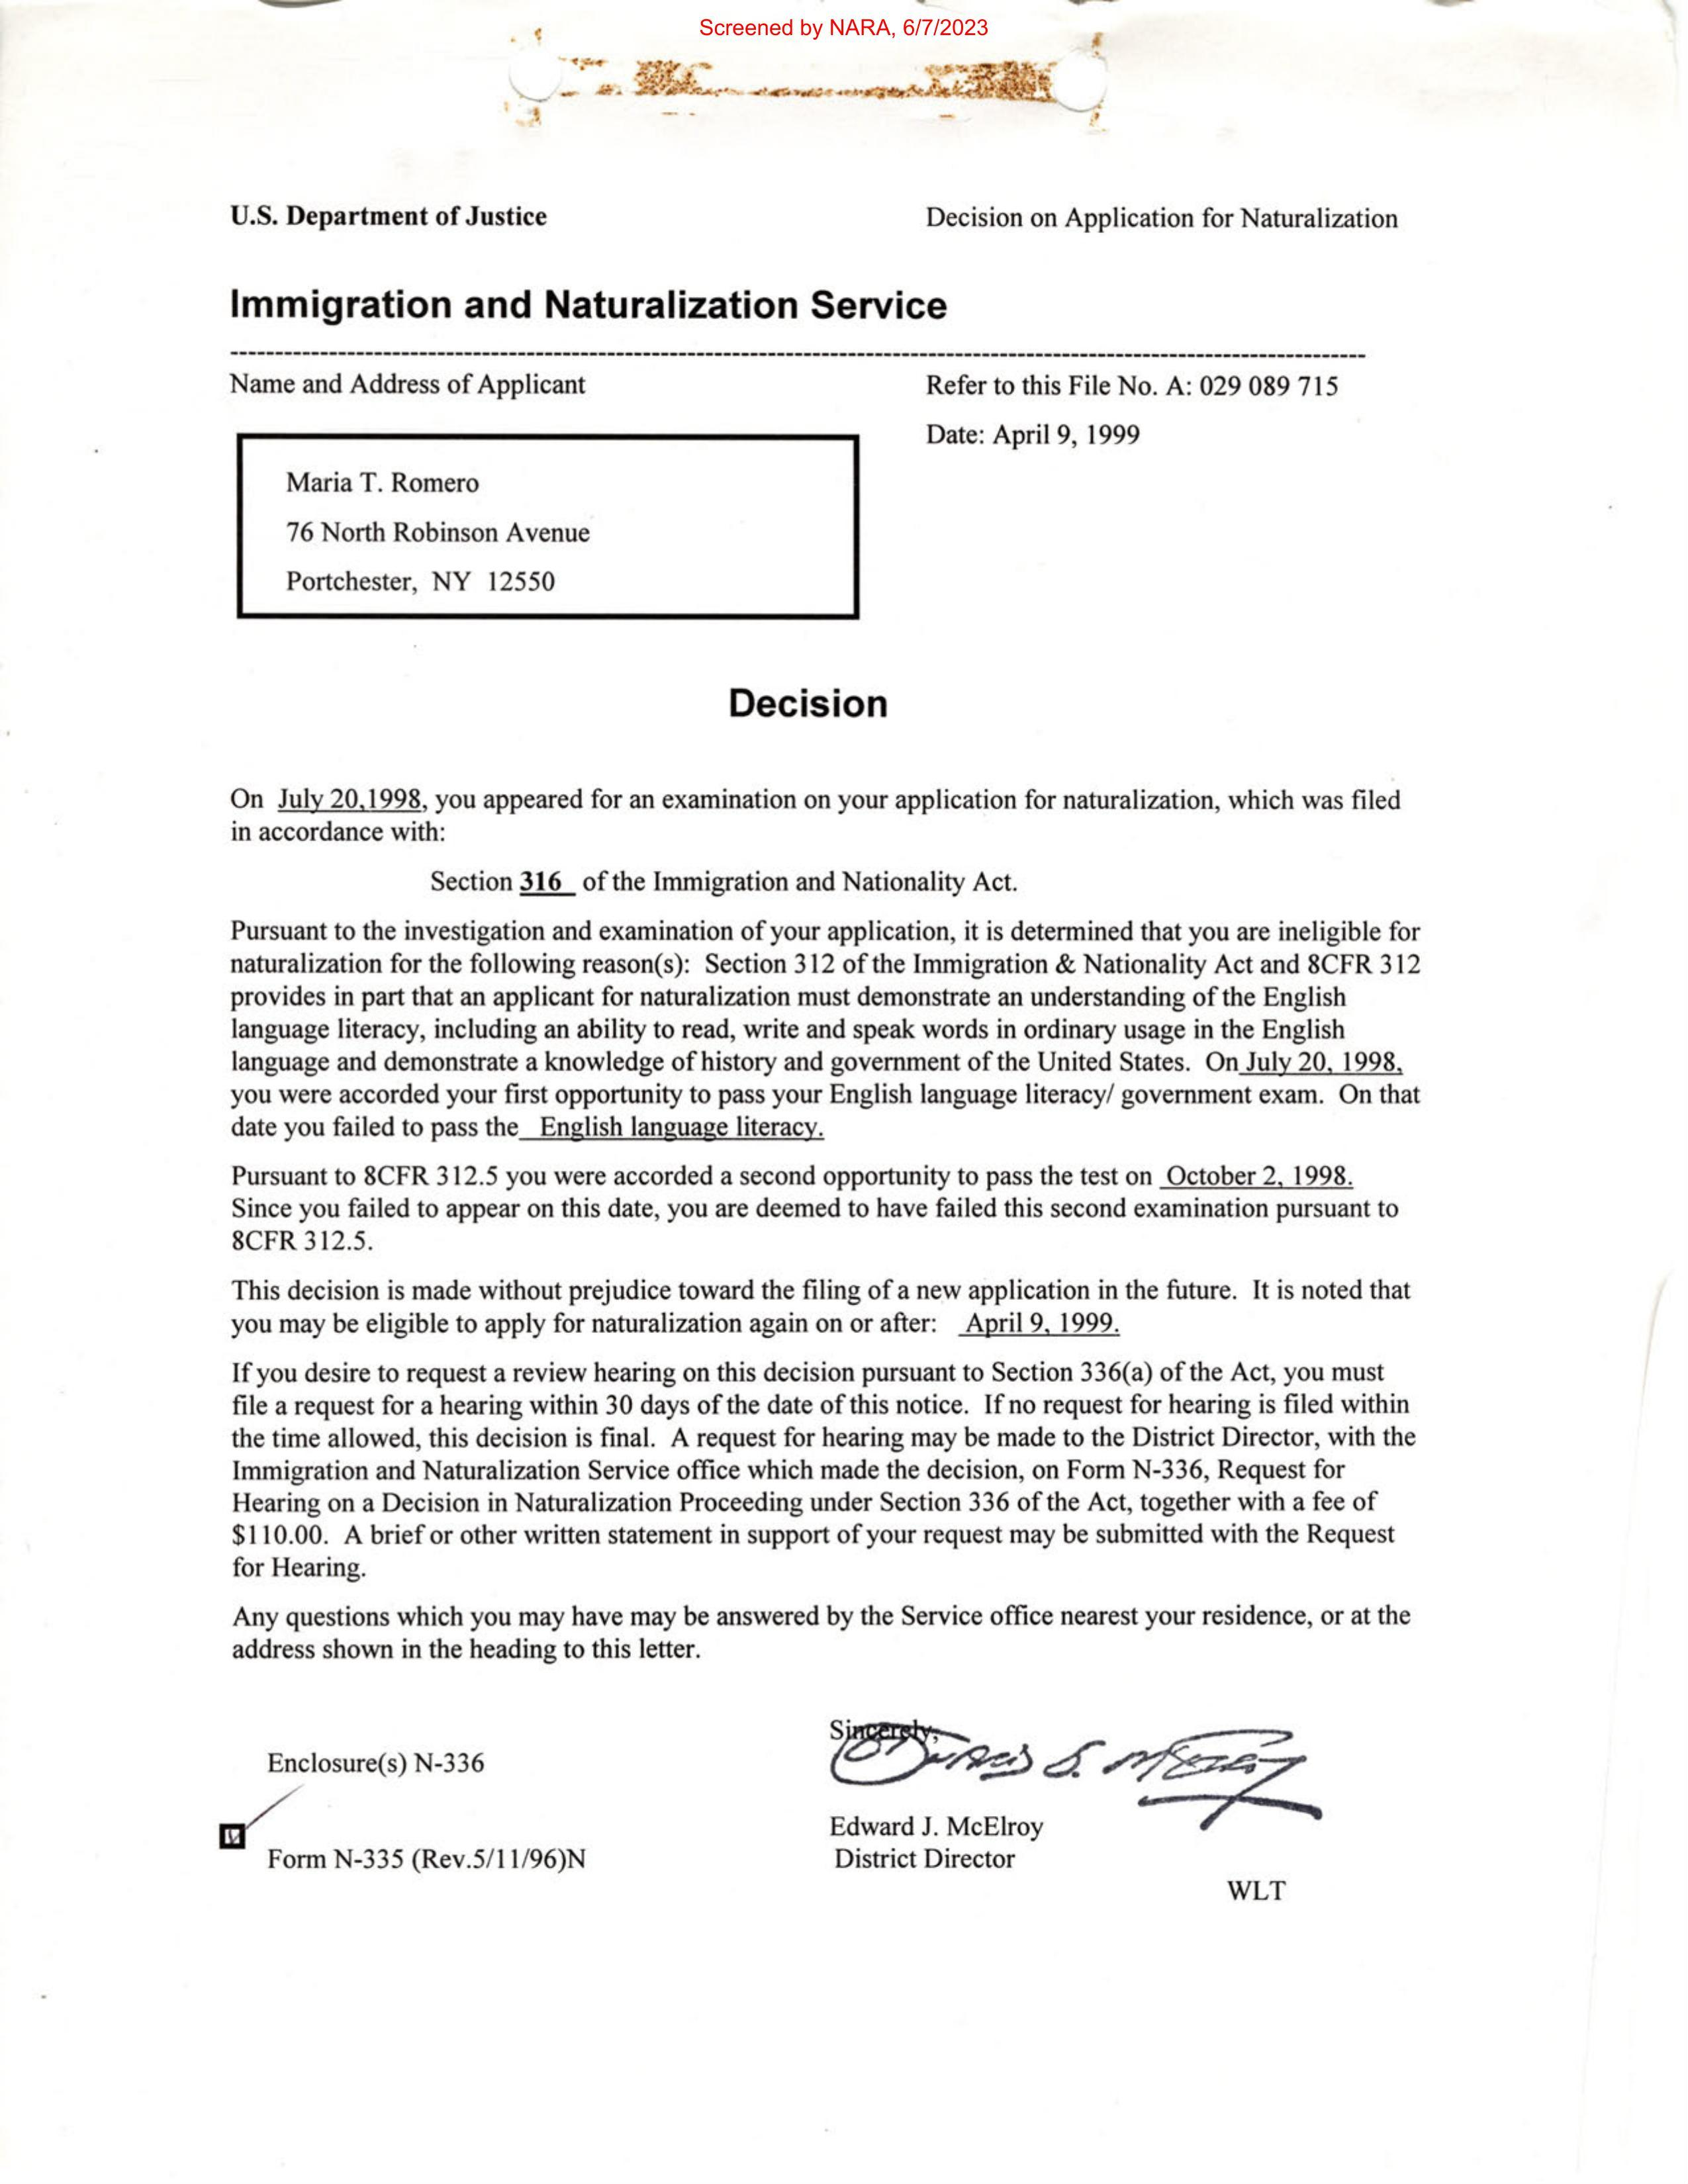 Screened by NARA, 6/7/2023
U.S. Department of Justice
Decision on Application for Naturalization
Immigration and Naturalization Service
Name and Address of Applicant
Refer to this File No. A: 029 089 715
Date: April 9, 1999
Maria T. Romero
76 North Robinson Avenue
Portchester, NY 12550
Decision
On July 20,1998, you appeared for an examination on your application for naturalization, which was filed
in accordance with:
Section 316 of the Immigration and Nationality Act.
Pursuant to the investigation and examination of your application, it is determined that you are ineligible for
naturalization for the following reason(s): Section 312 of the Immigration & Nationality Act and 8CFR 312
provides in part that an applicant for naturalization must demonstrate an understanding of the English
language literacy, including an ability to read, write and speak words in ordinary usage in the English
language and demonstrate a knowledge of history and government of the United States. On July 20, 1998,
you were accorded your first opportunity to pass your English language literacy/ government exam. On that
date you failed to pass the English language literacy.
Pursuant to 8CFR 312.5 you were accorded a second opportunity to pass the test on October 2, 1998.
Since you failed to appear on this date, you are deemed to have failed this second examination pursuant to
8CFR 312.5.
This decision is made without prejudice toward the filing of a new application in the future. It is noted that
you may be eligible to apply for naturalization again on or after: April 9, 1999.
If you desire to request a review hearing on this decision pursuant to Section 336(a) of the Act, you must
file a request for a hearing within 30 days of the date of this notice. If no request for hearing is filed within
the time allowed, this decision is final. A request for hearing may be made to the District Director, with the
Immigration and Naturalization Service office which made the decision, on Form N-336, Request for
Hearing on a Decision in Naturalization Proceeding under Section 336 of the Act, together with a fee of
$110.00. A brief or other written statement in support of your request may be submitted with the Request
for Hearing.
Any questions which you may have may be answered by the Service office nearest your residence, or at the
address shown in the heading to this letter.
Sincerely,
Enclosure(s) N-336
Edward J. McElroy
Form N-335 (Rev.5/11/96)N
District Director
WLT